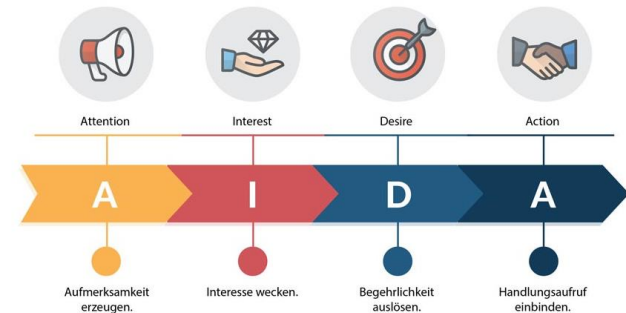 Attention
Interest
Desire
Action
A
I
D
A
Aufmerksamkeit
erzeugen.
Interesse wecken.
Begehrlichkeit
auslösen.
Handlungsaufruf
einbinden.